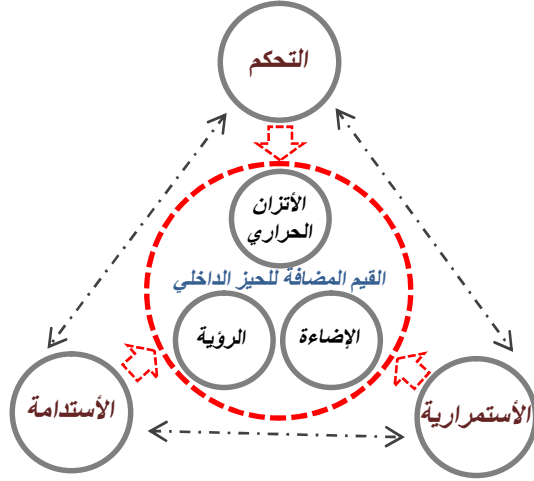 التحكم
الأتزان
الحراري
القيم المضافة للحيز الداخلي
الإضاءة
الرؤية
الأستمرارية
الأستدامة